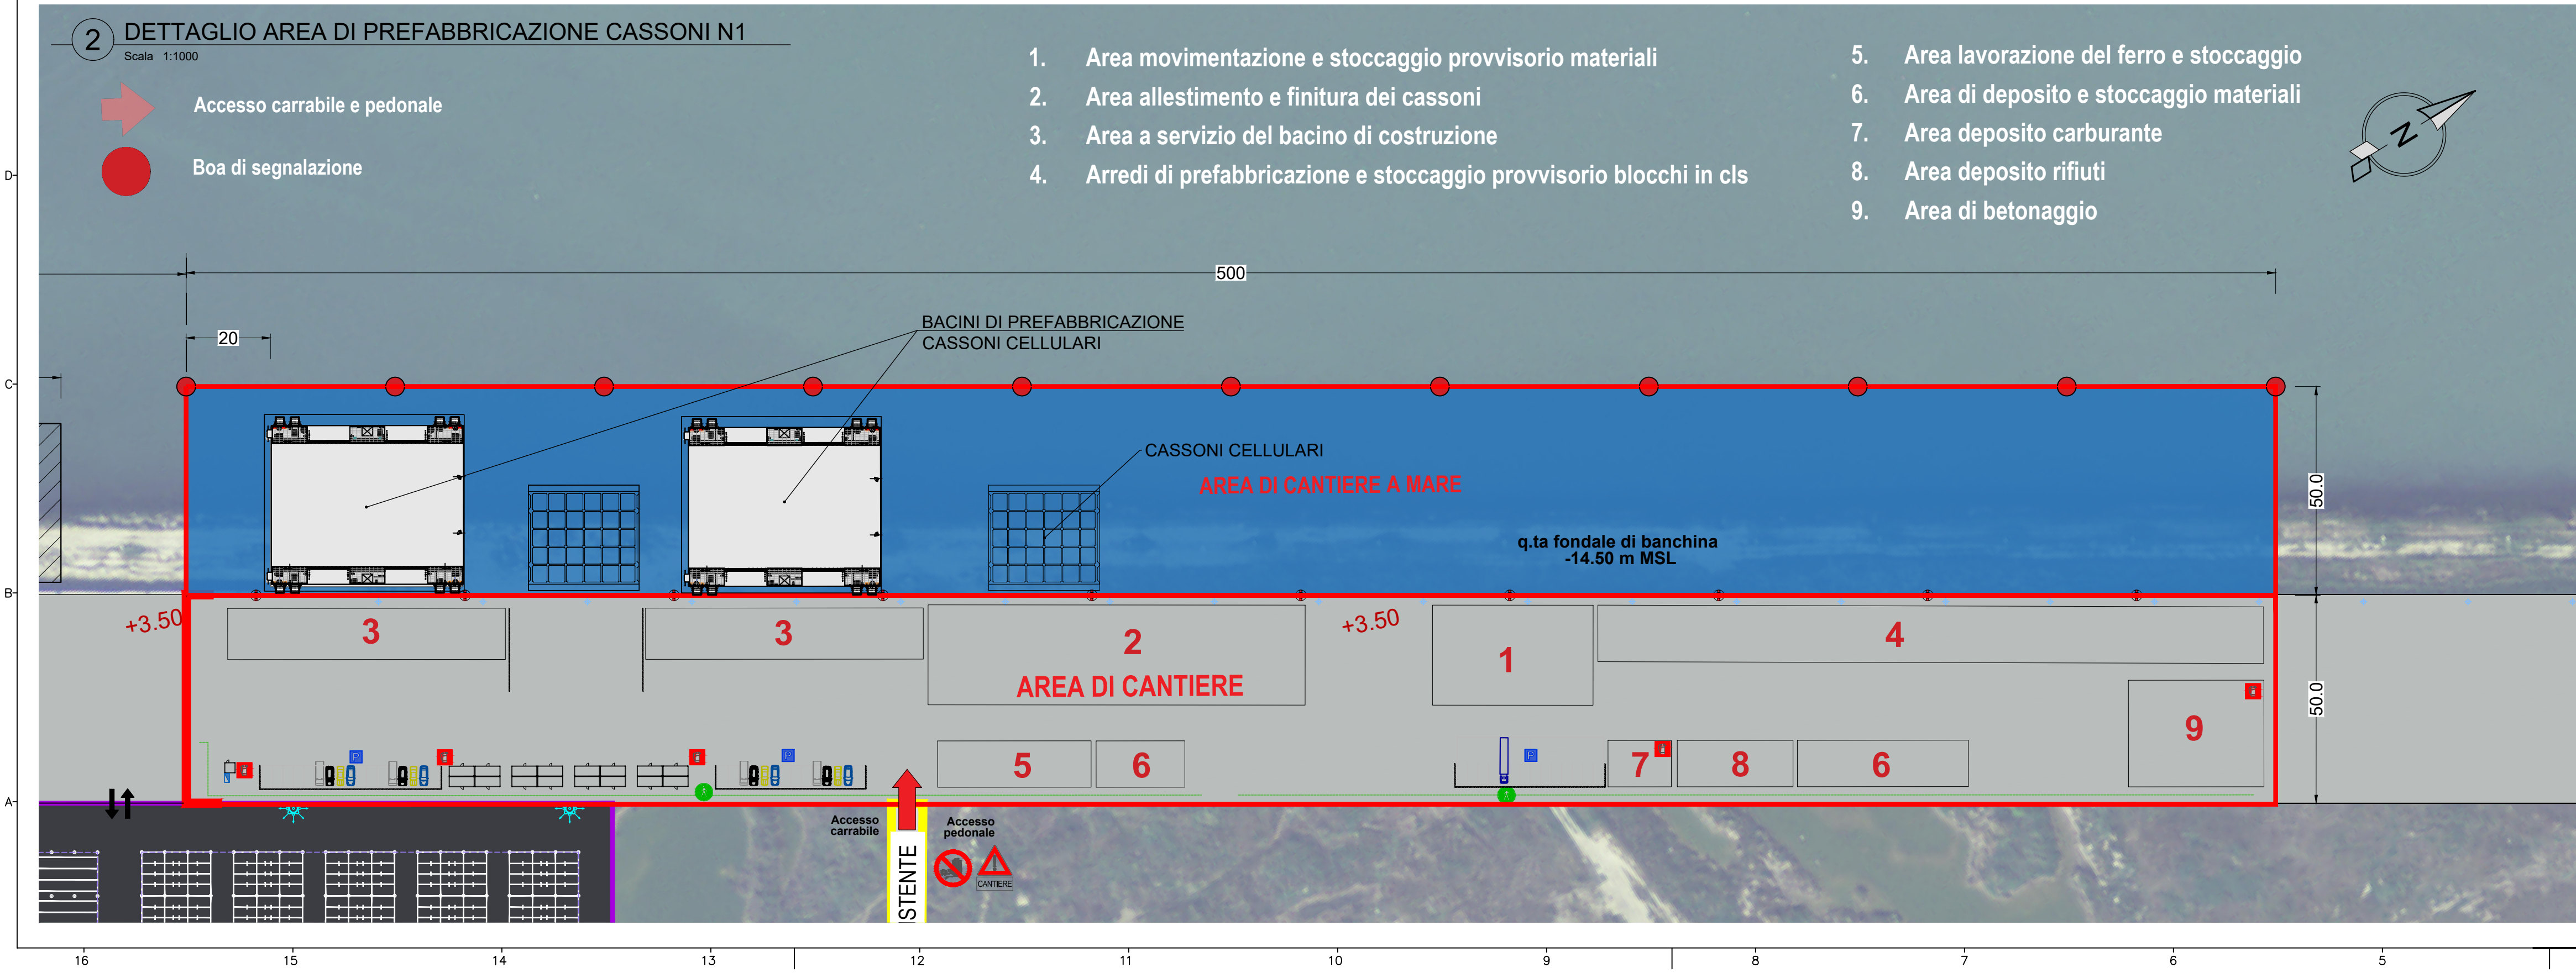 2 DETTAGLIO AREA DI PREFABBRICAZIONE CASSONI N1
Scala 1:1000
Accesso carrabile e pedonale
Boa di segnalazione
1. Area movimentazione e stoccaggio provvisorio materiali
2. Area allestimento e finitura dei cassoni
3. Area a servizio del bacino di costruzione
4. Arredi di prefabbricazione e stoccaggio provvisorio blocchi in cls
5. Area lavorazione del ferro e stoccaggio
6. Area di deposito e stoccaggio materiali
7. Area deposito carburante
8. Area deposito rifiuti
9. Area di betonaggio
N
D
500
20
BACINI DI PREFABBRICAZIONE
CASSONI CELLULARI
C
CASSONI CELLULARI
AREA DI CANTIERE A MARE
50.0
q.ta fondale di banchina
-14.50 m MSL
B
+3.50
3
3
2
+3.50
1
4
AREA DI CANTIERE
50.0
9
P
P
5
6
P
7
8
6
A
Accesso
carrabile
Accesso
pedonale
ISTENTE
CANTIERE
16 15 14 13 12 11 10 9 8 7 6 5